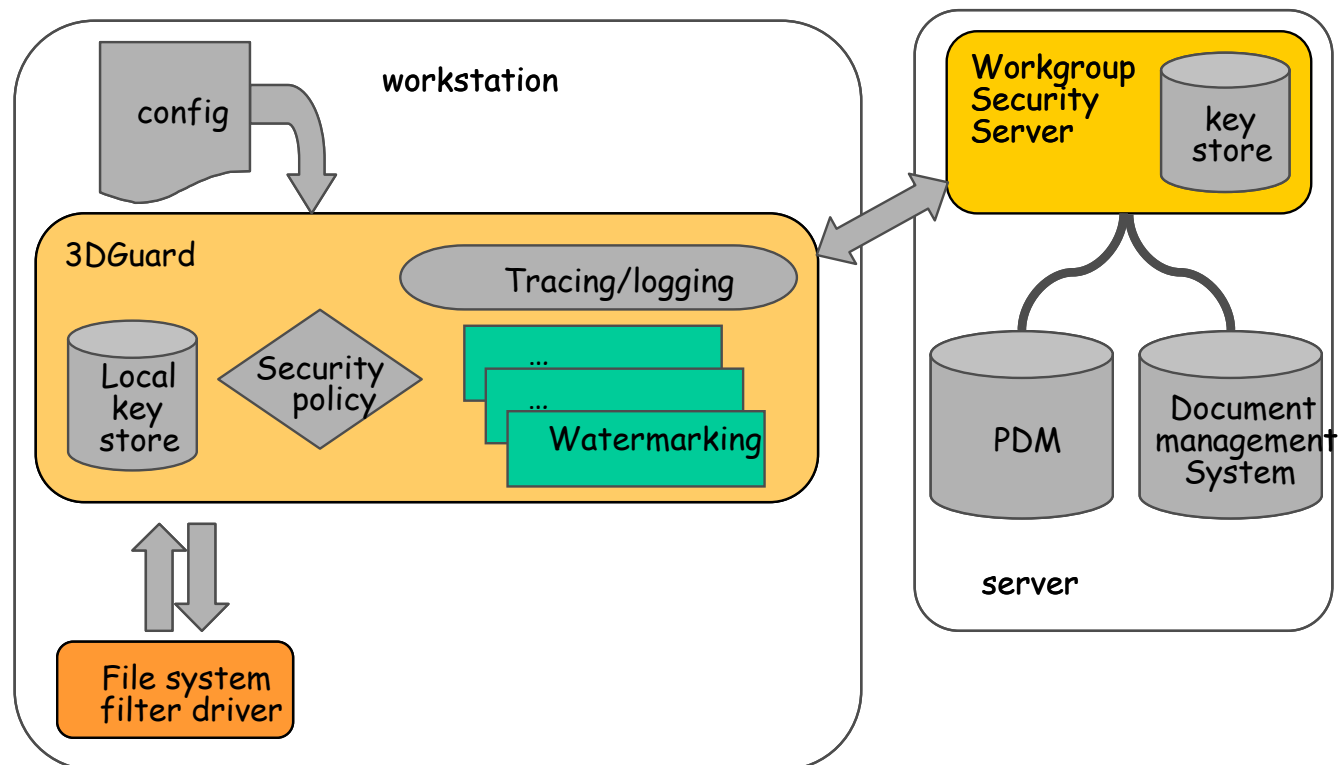 workstation
config
3DGuard
Tracing/logging
Local
key
store
Security
policy
...
...
Watermarking
File system
filter driver
Workgroup
Security
Server
key
store
PDM
Document
management
System
server